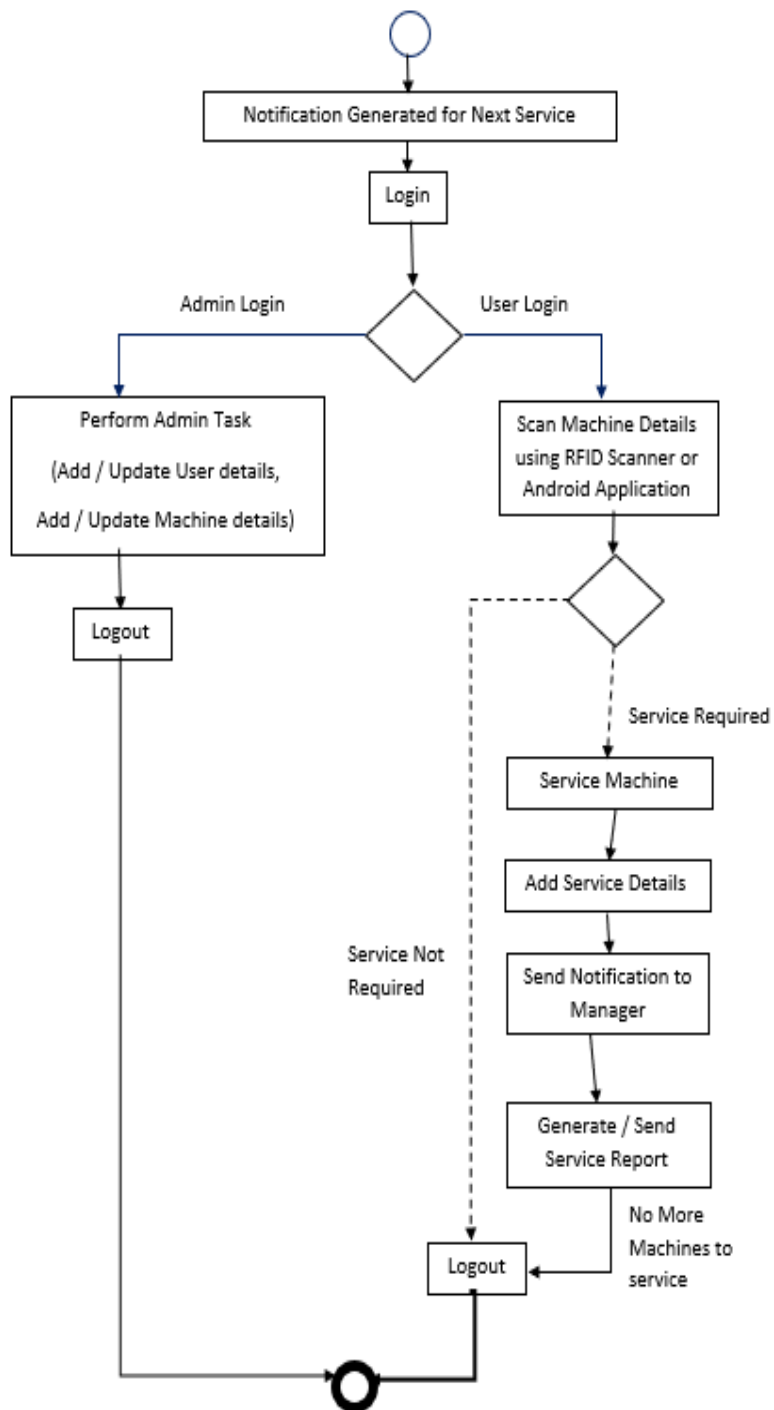 Notification Generated for Next Service
Login
Admin Login
User Login
Perform Admin Task
(Add / Update User details,
Add / Update Machine details)
Scan Machine Details
using RFID Scanner or
Android Application
Logout
Service Required
Service Machine
Add Service Details
Service Not
Required
Send Notification to
Manager
Generate / Send
Service Report
No More
Machines to
service
Logout